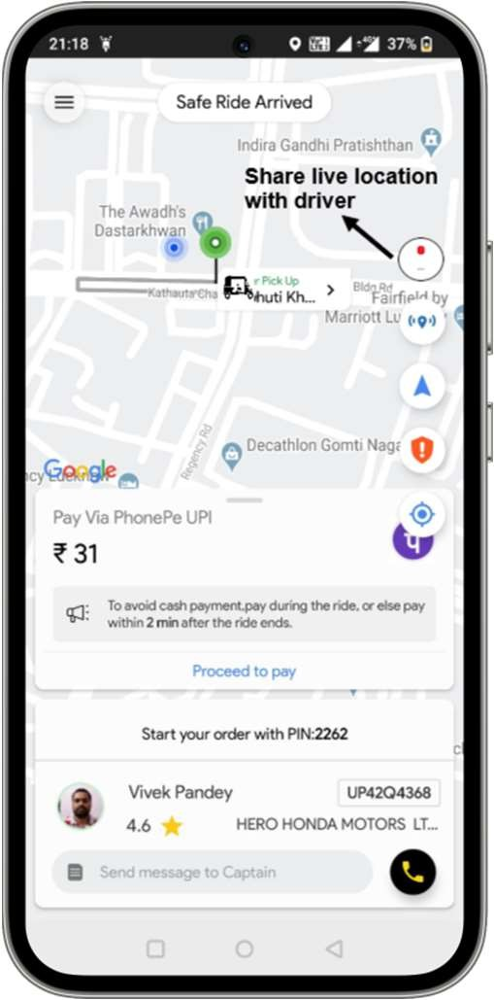 21:18
4G
37%
Safe Ride Arrived
Indira Gandhi Pratishthan
Share live location
with driver
The Awadh's
Dastarkhwan
r Pick Up
huti Kh...
Kathauta Cha
Bldg Rd
Fairfield by
Marriott Lu
Regency Rd
Decathlon Gomti Naga
Google
Pay Via PhonePe UPI
₹ 31
पे
To avoid cash payment,pay during the ride, or else pay
within 2 min after the ride ends.
Proceed to pay
Start your order with PIN:2262
Vivek Pandey
UP42Q4368
4.6
HERO HONDA MOTORS LT...
Send message to Captain